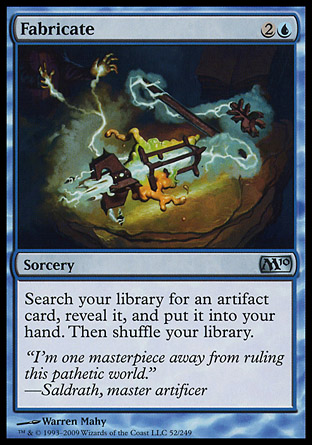 Fabricate 2
Sorcery M10
Search your library for an artifact
card, reveal it, and put it into your
hand. Then shuffle your library.
“I'm one masterpiece away from ruling
this pathetic world.”
—Saldrath, master artificer
Warren Mahy
™ & © 1993–2009 Wizards of the Coast LLC 52/249